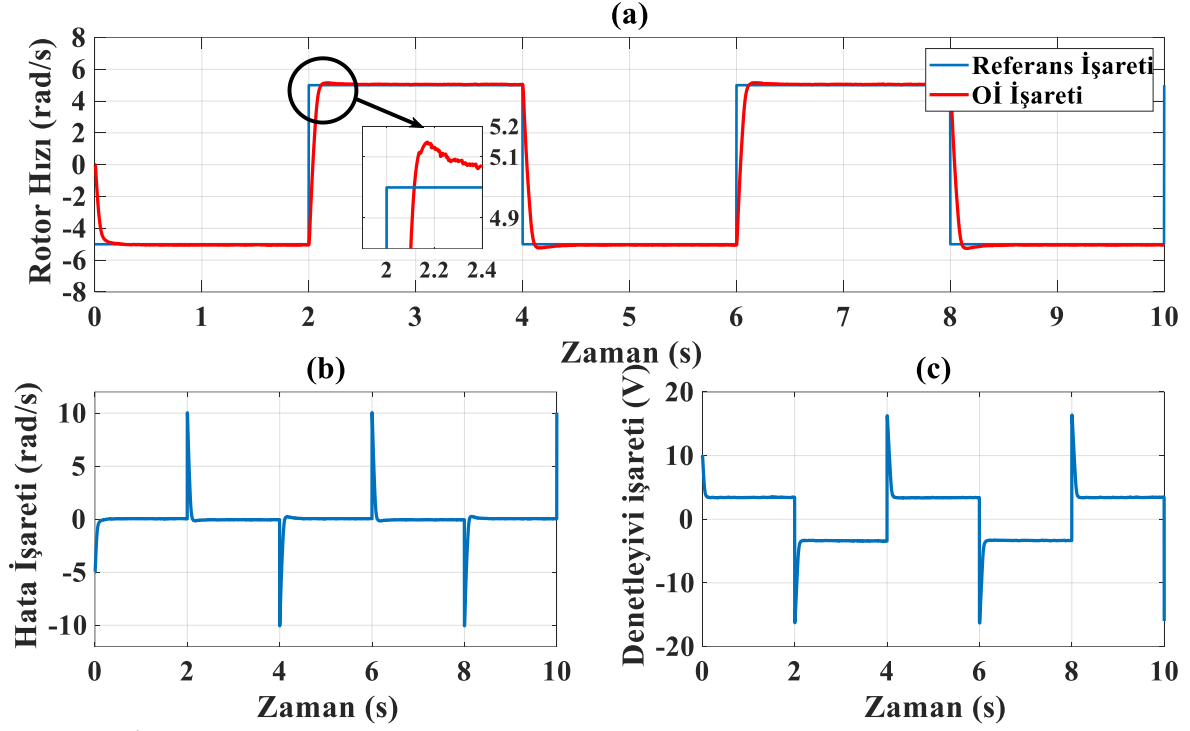 (a)
Rotor Hızı (rad/s)
8
6
4
2
0
-2
-4
-6
-8
Referans İşareti
Oİ İşareti
5.2
5.1
4.9
2 2.2 2.4
0 1 2 3 4 5 6 7 8 9 10
Zaman (s)
(b)
Hata İşareti (rad/s)
10
5
0
-5
-10
0 2 4 6 8 10
Zaman (s)
(c)
Denetleyivi işareti (V)
20
10
0
-10
-20
0 2 4 6 8 10
Zaman (s)